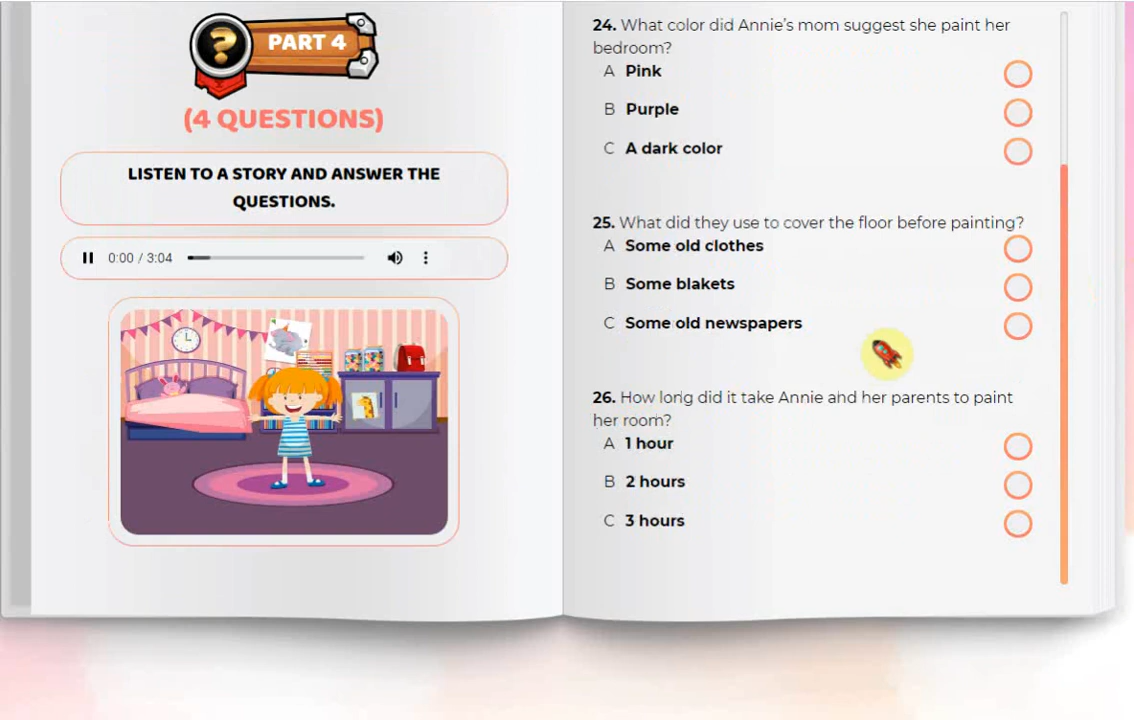 PART 4
(4 QUESTIONS)
LISTEN TO A STORY AND ANSWER THE
QUESTIONS.
0:00 / 3:04
24. What color did Annie's mom suggest she paint her
bedroom?
A Pink
B Purple
C A dark color
25. What did they use to cover the floor before painting?
A Some old clothes
B Some blakets
C Some old newspapers
26. How long did it take Annie and her parents to paint
her room?
A 1 hour
B 2 hours
C 3 hours